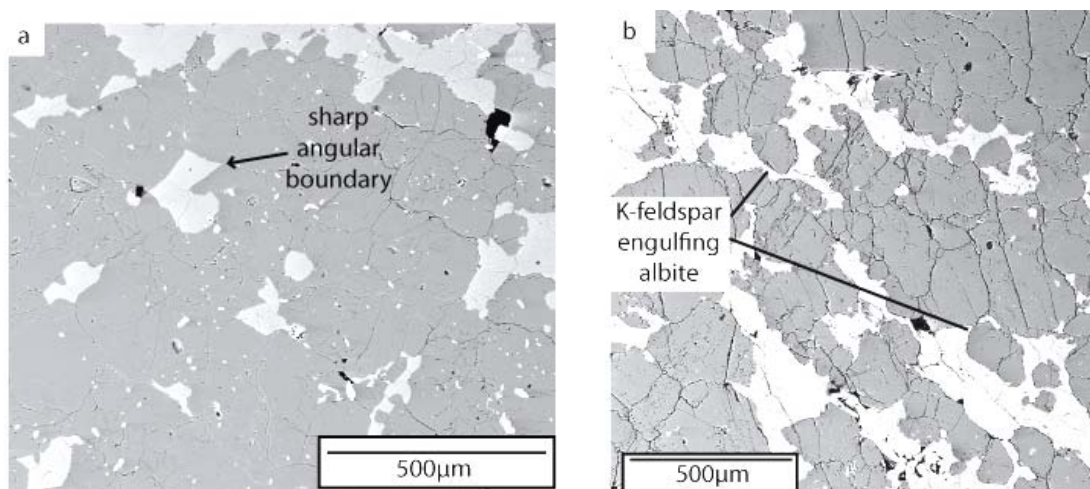 a
sharp
angular
boundary
500µm
b
K-feldspar
engulfing
albite
500µm